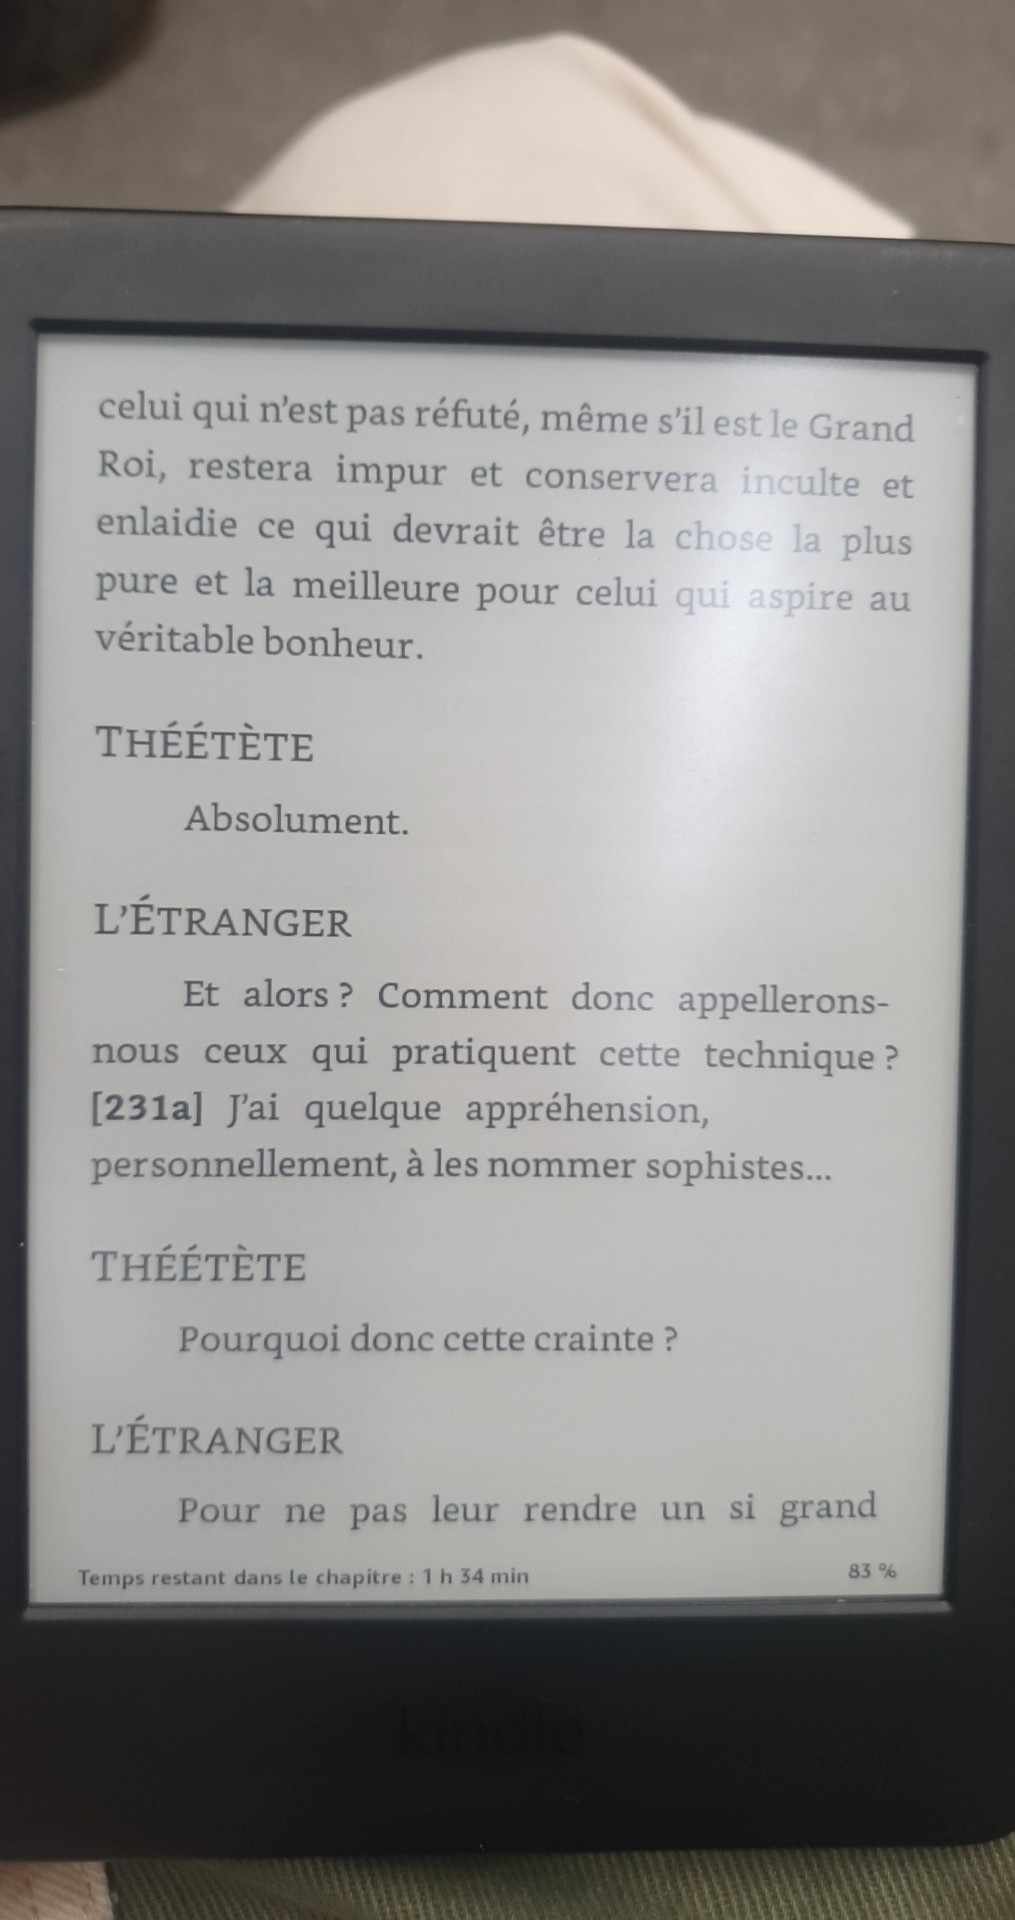 celui qui n'est pas réfuté, même s'il est le Grand
Roi, restera impur et conservera inculte et
enlaidie ce qui devrait être la chose la plus
pure et la meilleure pour celui qui aspire au
véritable bonheur.
THÉÉTÈTE
Absolument.
L'ÉTRANGER
Et alors ? Comment donc appellerons-
nous ceux qui pratiquent cette technique ?
[231a] J'ai quelque appréhension,
personnellement, à les nommer sophistes...
THÉÉTÈTE
Pourquoi donc cette crainte ?
L'ÉTRANGER
Pour ne pas leur rendre un si grand
Temps restant dans le chapitre : 1 h 34 min
83 %
kindle